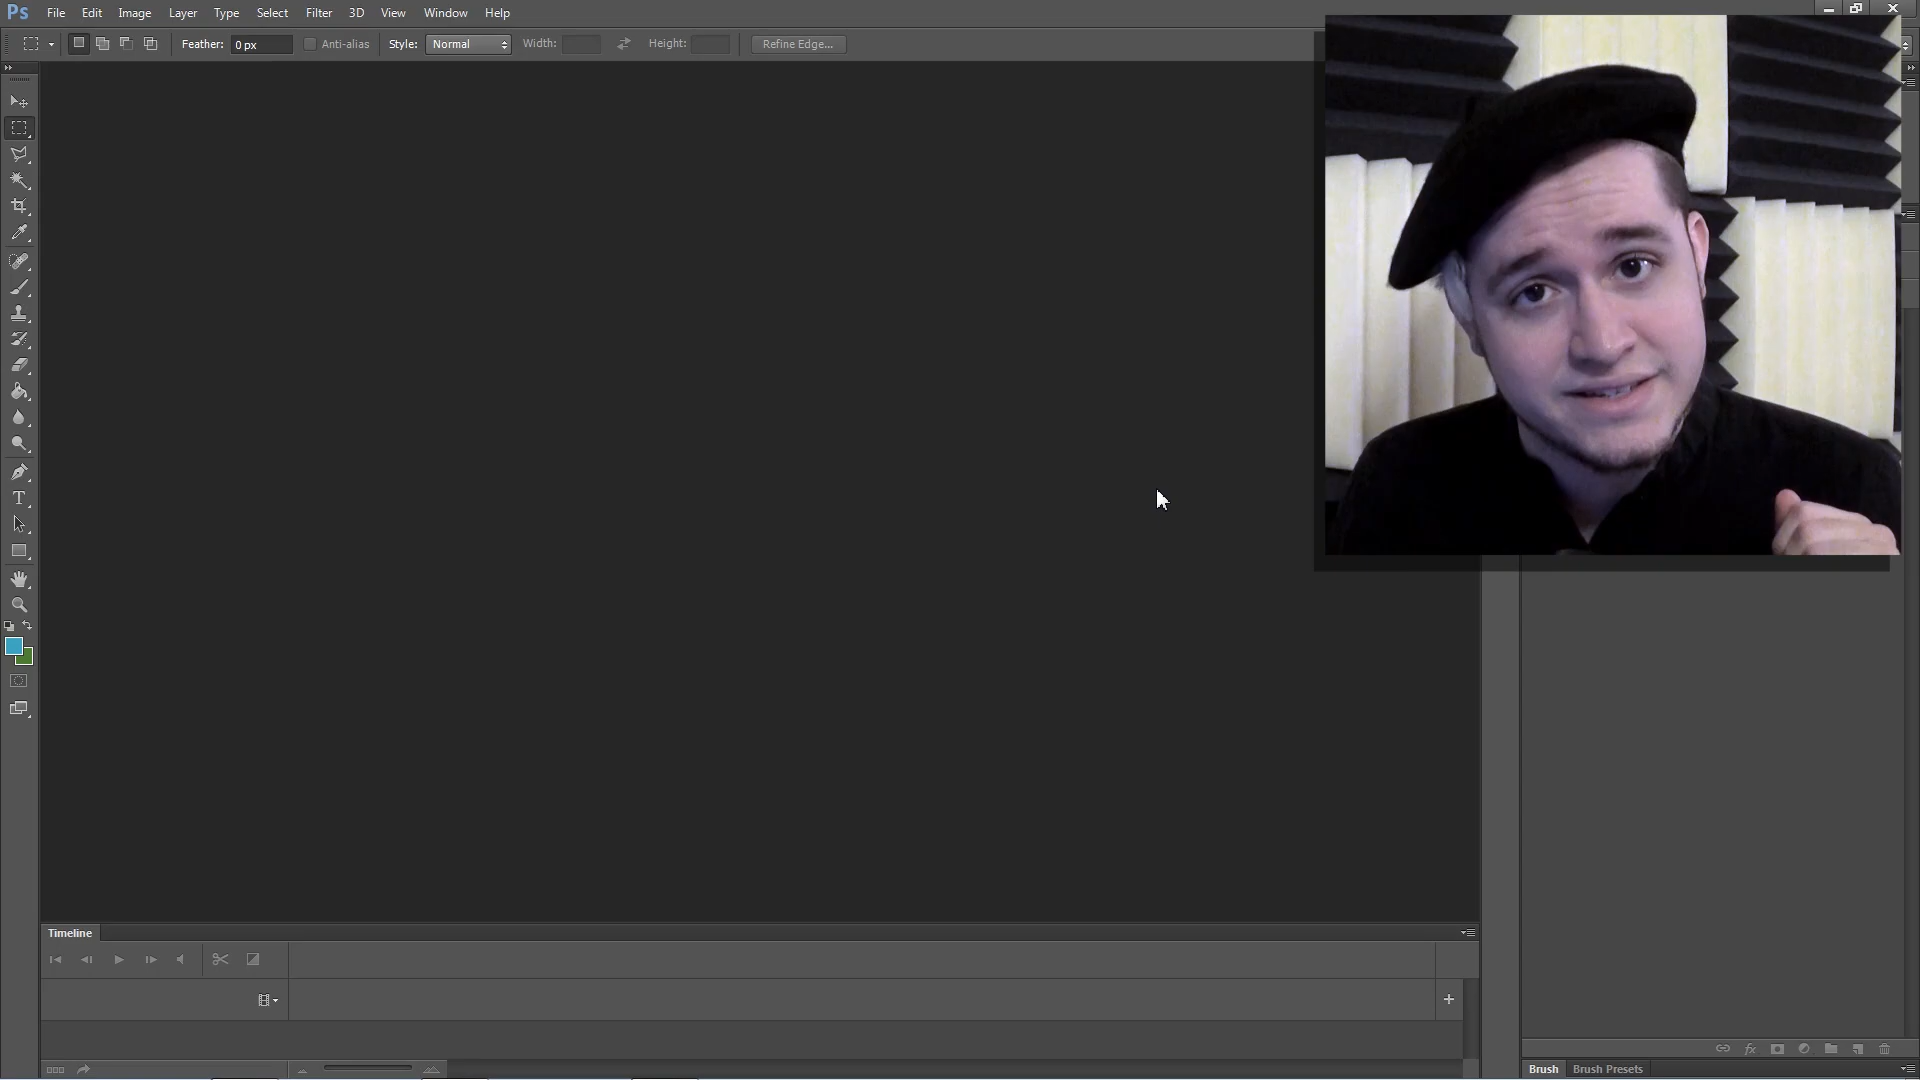 Ps File Edit Image Layer Type Select Filter 3D View Window Help
Feather: 0 px Anti-alias Style: Normal Width: Height: Refine Edge...
T
Timeline
fx
Brush Brush Presets